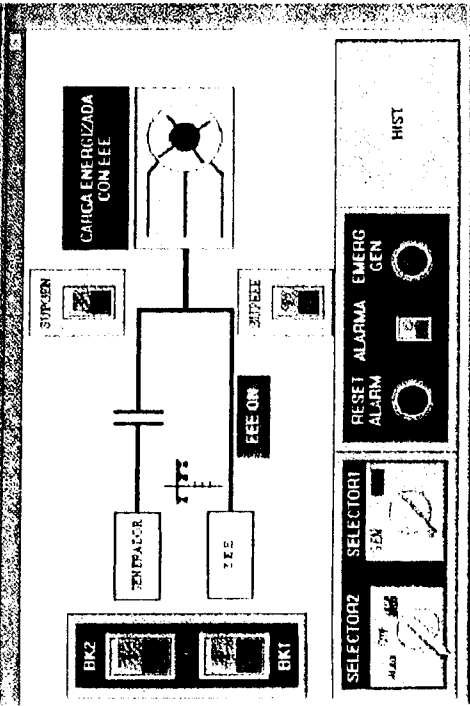 CARGA ENERGIZADA
CON EEE
SUPGEN
SUPEEE
GENERADOR
EEE
EEE ON
BK2
BK1
HIST
RESET
ALARM
ALARMA
EMERG
GEN
SELECTOR2
SELECTOR1
GEN